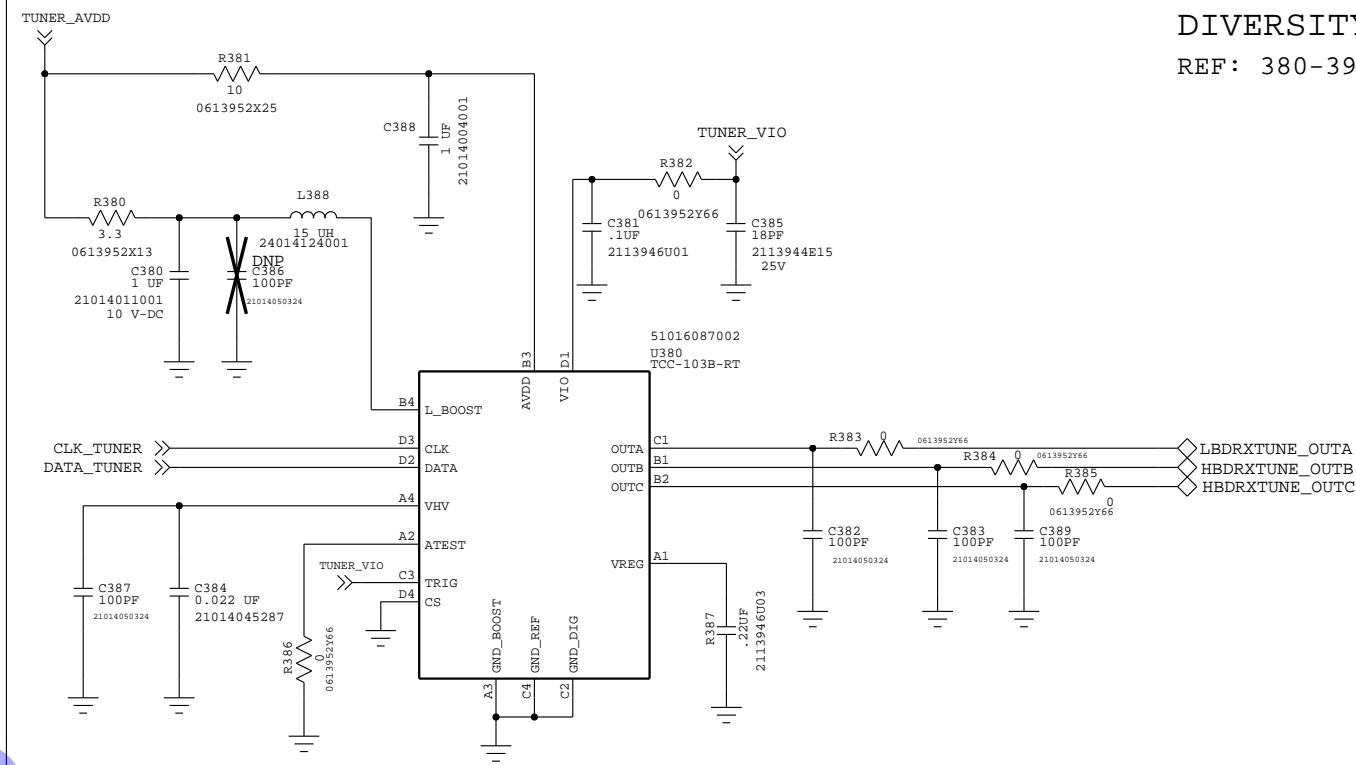 TUNER_AVDD
DIVERSITY
REF: 380-39
R381
10
0613952X25
C388
1 UF
21014004001
TUNER_VIO
R382
0
0613952Y66
C381
.1UF
2113946U01
C385
18PF
2113944E15
25V
R380
3.3
0613952X13
L388
15 UH
24014124001
C380
1 UF
21014011001
10 V-DC
DNP
C386
100PF
21014050324
51016087002
U380
TCC-103B-RT
AVDD B3
VIO D1
B4
L_BOOST
CLK_TUNER
D3
CLK
DATA_TUNER
D2
DATA
A4
VHV
A2
ATEST
TUNER_VIO
C3
TRIG
D4
CS
OUTA
C1
OUTB
B1
OUTC
B2
R383
0
0613952Y66
R384
0
0613952Y66
R385
0
0613952Y66
LBDRXTUNE_OUTA
HBDRXTUNE_OUTB
HBDRXTUNE_OUTC
C382
100PF
21014050324
C383
100PF
21014050324
C389
100PF
21014050324
VREG
A1
R387
.22UF
2113946U03
C387
100PF
21014050324
C384
0.022 UF
21014045287
R386
0
0613952Y66
GND_BOOST
GND_REF
GND_DIG
A3
C4
C2